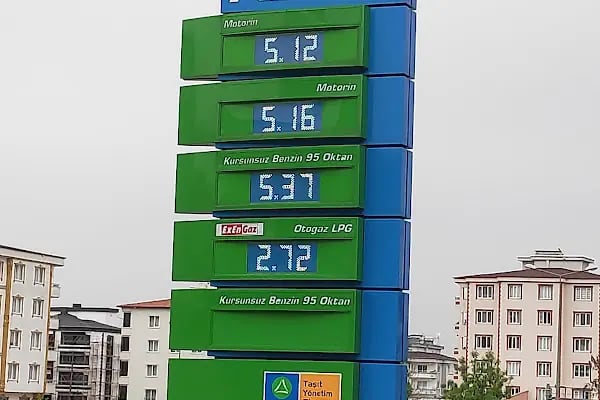 Motorin
5.12
Motorin
5.16
Kurşunsuz Benzin 95 Oktan
5.37
ExEnGaz Otogaz LPG
2.72
Kurşunsuz Benzin 95 Oktan
Taşıt
Yönetim